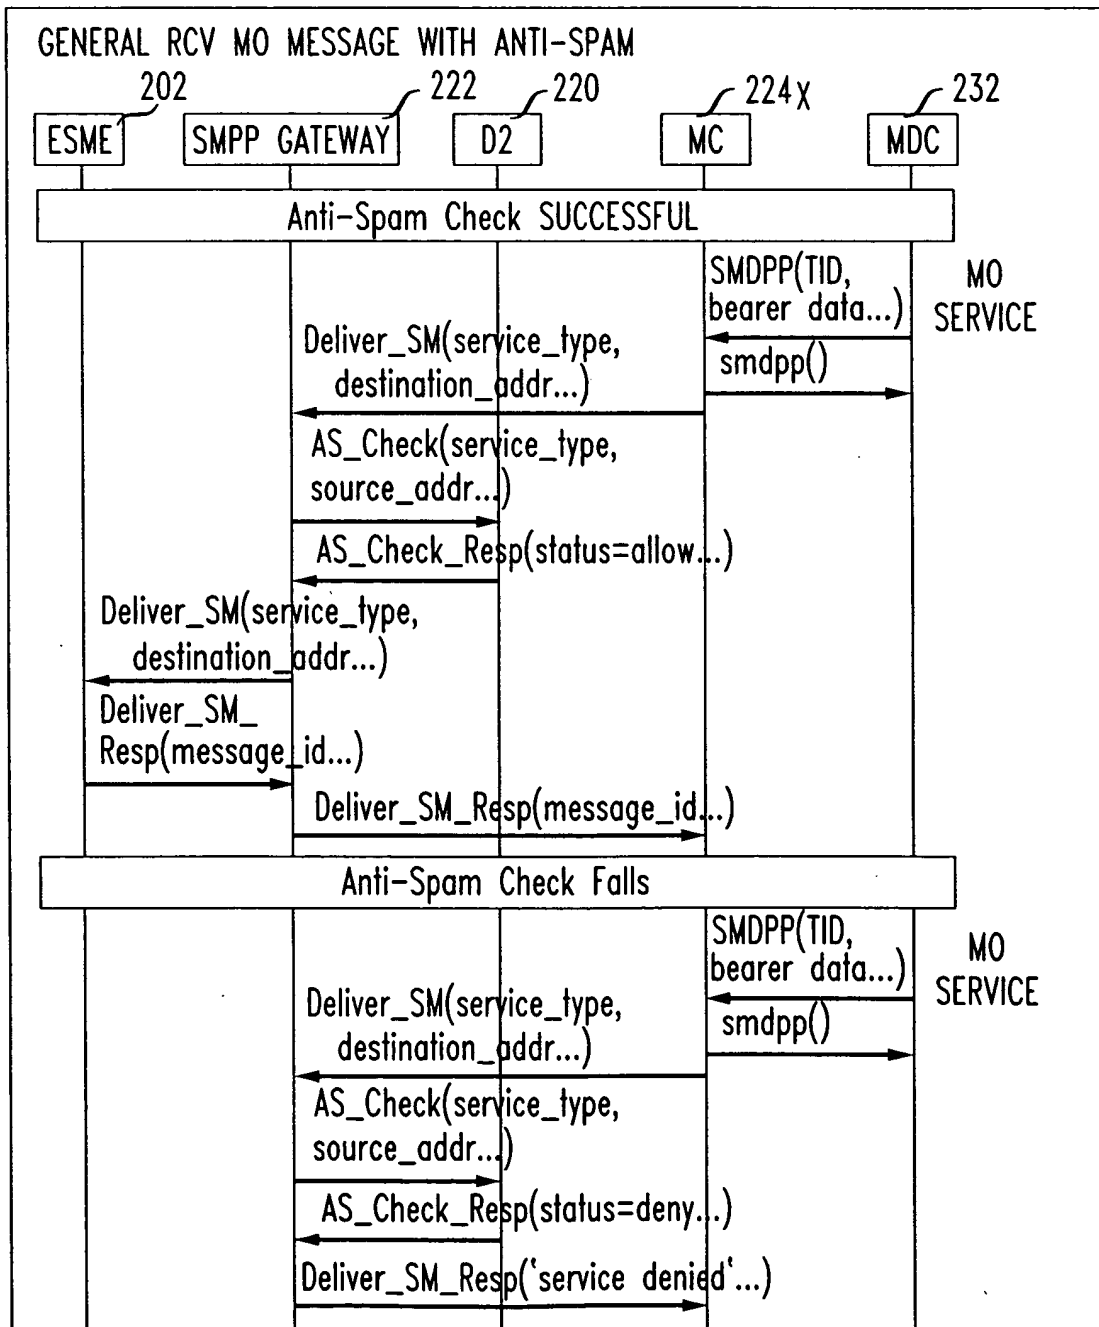 GENERAL RCV MO MESSAGE WITH ANTI-SPAM
202
222
220
224X
232
ESME
SMPP GATEWAY
D2
MC
MDC
Anti-Spam Check SUCCESSFUL
SMDPP(TID,
bearer data...)
MO
SERVICE
smdpp()
Deliver_SM(service_type,
destination_addr...)
AS_Check(service_type,
source_addr...)
AS_Check_Resp(status=allow...)
Deliver_SM(service_type,
destination_addr...)
Deliver_SM_
Resp(message_id...)
Deliver_SM_Resp(message_id...)
Anti-Spam Check Falls
SMDPP(TID,
bearer data...)
MO
SERVICE
smdpp()
Deliver_SM(service_type,
destination_addr...)
AS_Check(service_type,
source_addr...)
AS_Check_Resp(status=deny...)
Deliver_SM_Resp(‘service denied‘...)